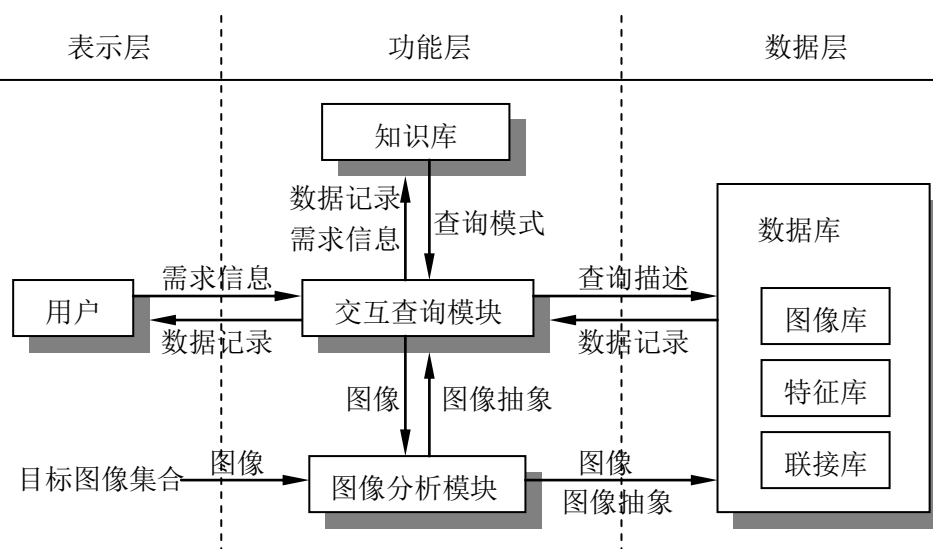 表示层
功能层
数据层
知识库
数据记录
需求信息
查询模式
数据库
需求信息
查询描述
用户
交互查询模块
图像库
数据记录
数据记录
图像
图像抽象
特征库
目标图像集合
图像
图像分析模块
图像
图像抽象
联接库